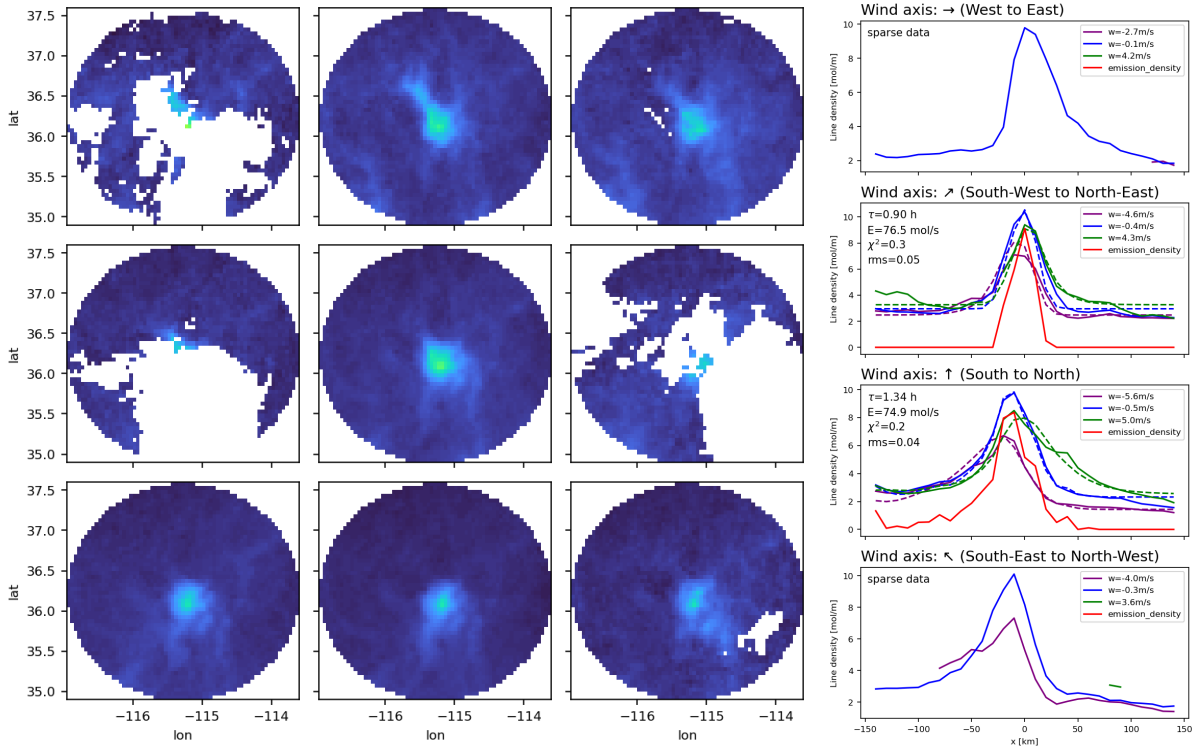 37.5
37.0
36.5
36.0
35.5
35.0
lat
37.5
37.0
36.5
36.0
35.5
35.0
lat
37.5
37.0
36.5
36.0
35.5
35.0
lat
−116 −115 −114
lon
−116 −115 −114
lon
−116 −115 −114
lon
Wind axis: → (West to East)
sparse data
w=-2.7m/s
w=-0.1m/s
w=4.2m/s
emission_density
Line density [mol/m]
10
8
6
4
2
Wind axis: ↗ (South-West to North-East)
τ=0.90 h
E=76.5 mol/s
χ²=0.3
rms=0.05
w=-4.6m/s
w=-0.4m/s
w=4.3m/s
emission_density
Line density [mol/m]
10
8
6
4
2
0
Wind axis: ↑ (South to North)
τ=1.34 h
E=74.9 mol/s
χ²=0.2
rms=0.04
w=-5.6m/s
w=-0.5m/s
w=5.0m/s
emission_density
Line density [mol/m]
10
8
6
4
2
0
Wind axis: ↖ (South-East to North-West)
sparse data
w=-4.0m/s
w=-0.3m/s
w=3.6m/s
emission_density
Line density [mol/m]
10
8
6
4
2
−150 −100 −50 0 50 100 150
x [km]